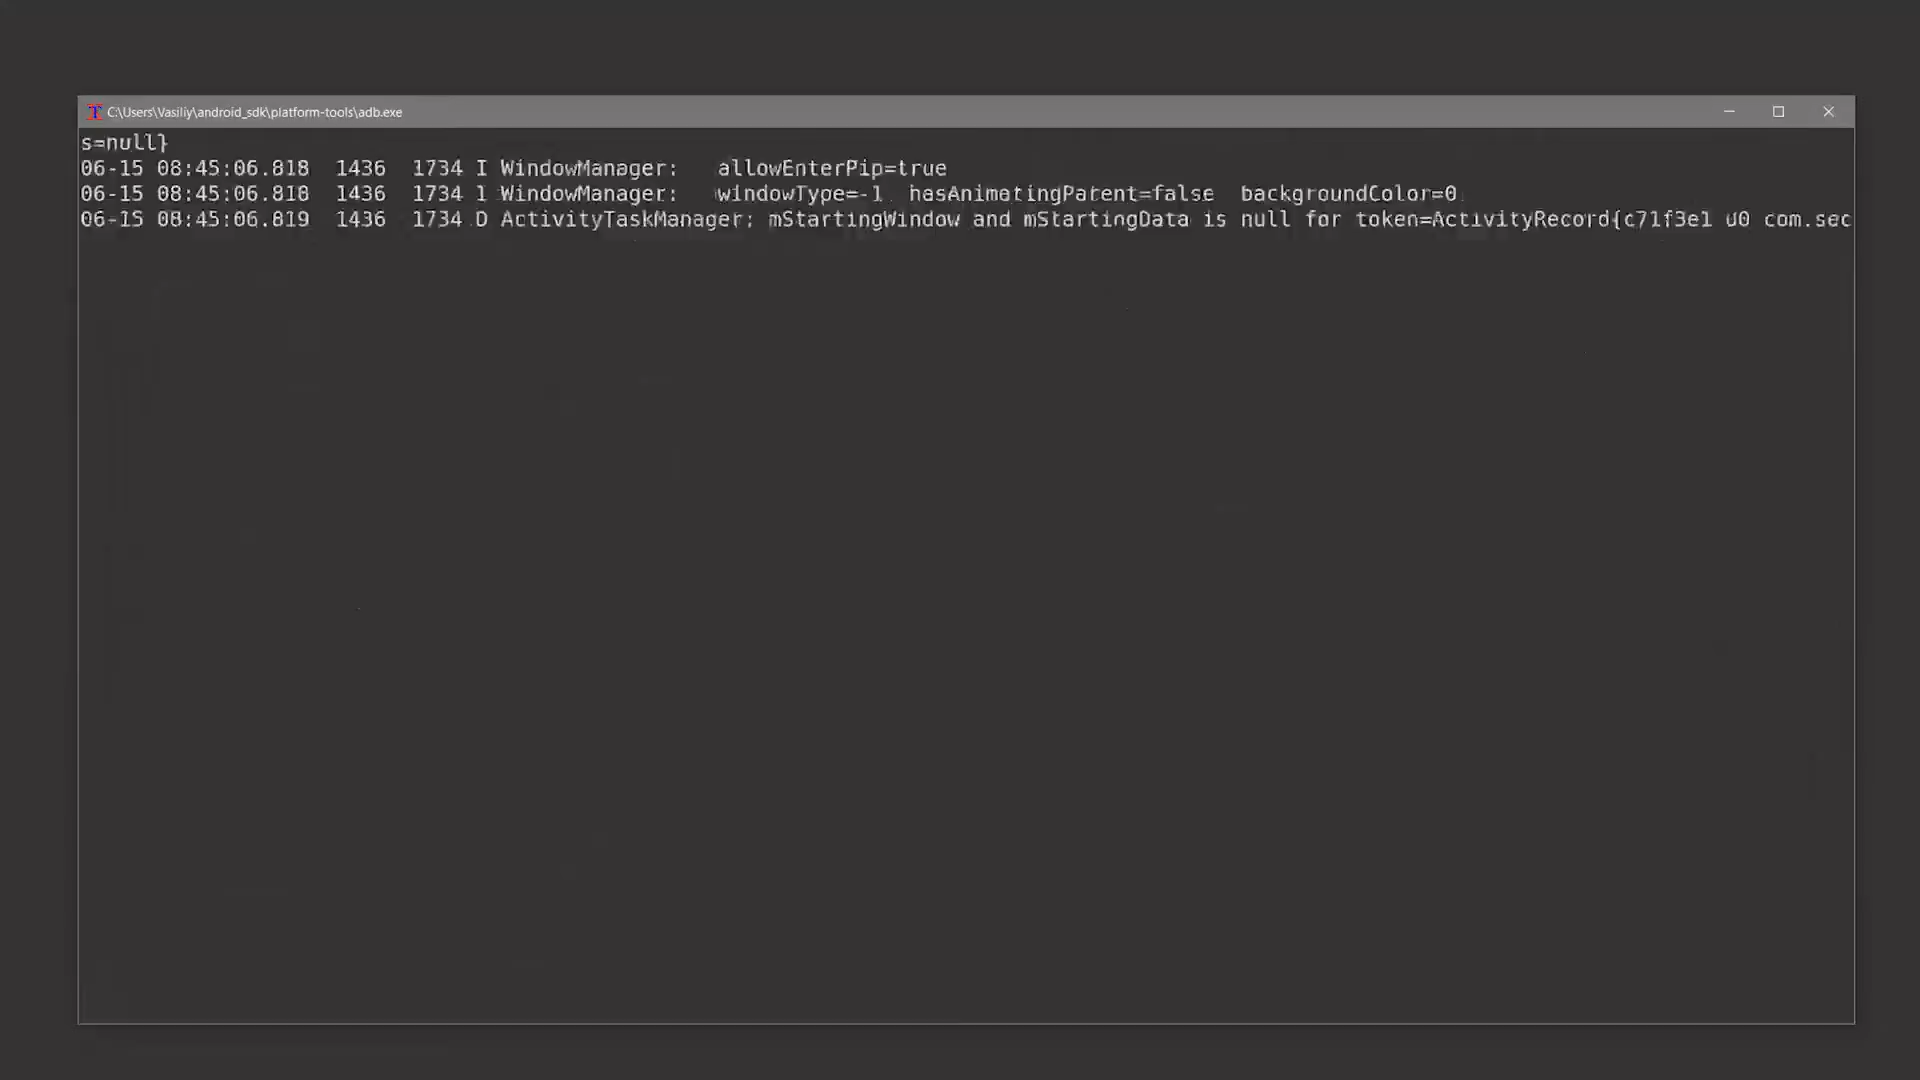 C:\Users\Vasiliy\android_sdk\platform-tools\adb.exe
s=null}
06-15 08:45:06.818  1436  1734 I WindowManager:   allowEnterPip=true
06-15 08:45:06.818  1436  1734 I WindowManager:   windowType=-1  hasAnimatingParent=false  backgroundColor=0
06-15 08:45:06.819  1436  1734 D ActivityTaskManager: mStartingWindow and mStartingData is null for token=ActivityRecord{c71f3e1 u0 com.sec